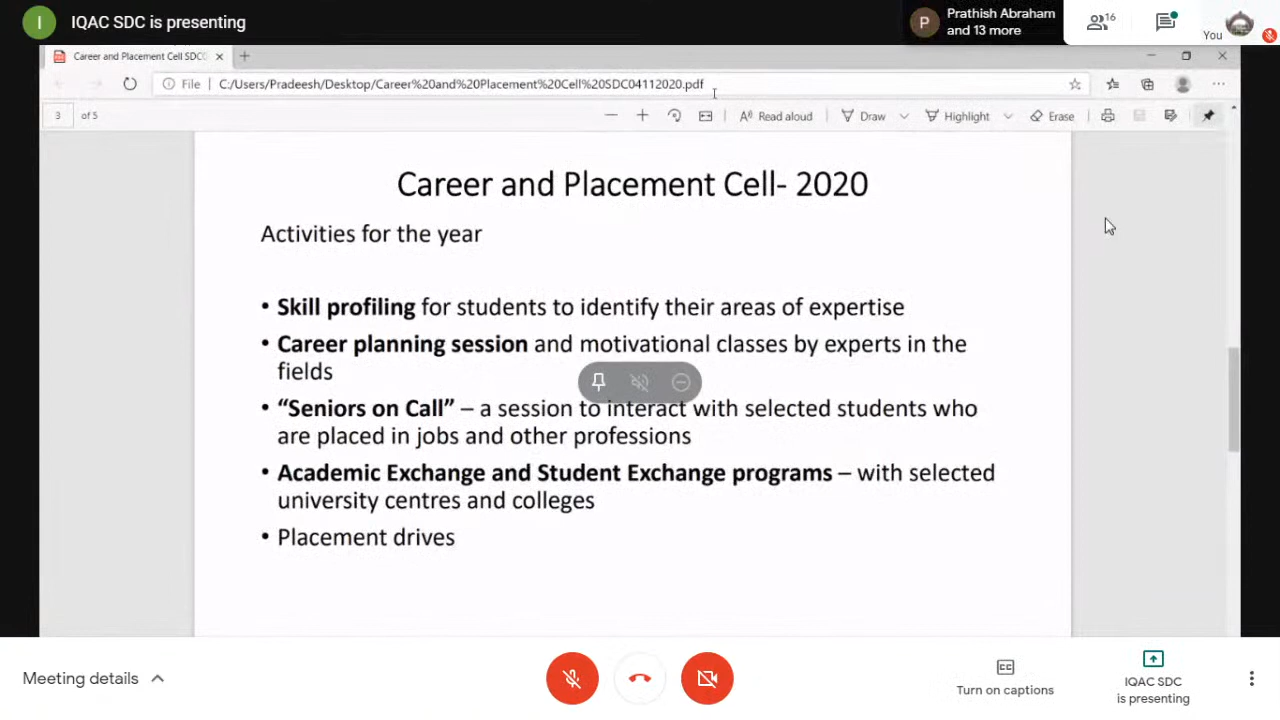 I IQAC SDC is presenting
P Prathish Abraham
and 13 more
16
You
Career and Placement Cell SDC
File | C:/Users/Pradeesh/Desktop/Career%20and%20Placement%20Cell%20SDC04112020.pdf
3 of 5
A Read aloud
Draw
Highlight
Erase
Career and Placement Cell- 2020
Activities for the year
• Skill profiling for students to identify their areas of expertise
• Career planning session and motivational classes by experts in the
fields
• “Seniors on Call” – a session to interact with selected students who
are placed in jobs and other professions
• Academic Exchange and Student Exchange programs – with selected
university centres and colleges
• Placement drives
Meeting details
CC
Turn on captions
IQAC SDC
is presenting